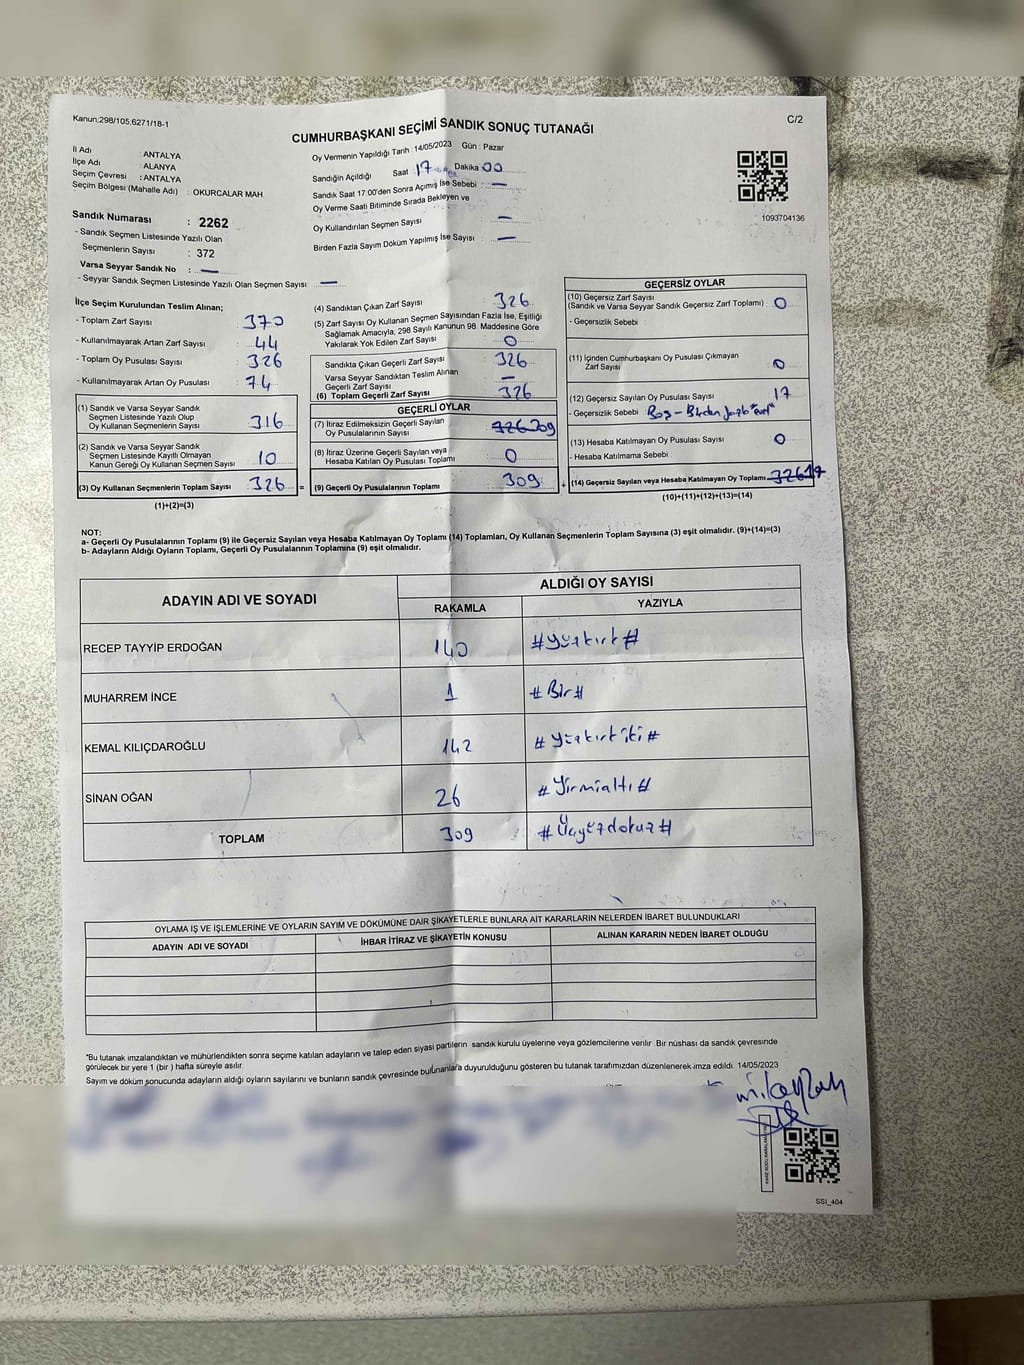 Kanun;298/105,6271/18-1
C/2
CUMHURBAŞKANI SEÇİMİ SANDIK SONUÇ TUTANAĞI
İl Adı : ANTALYA
İlçe Adı : ALANYA
Seçim Çevresi : ANTALYA
Seçim Bölgesi (Mahalle Adı) : OKURCALAR MAH
Oy Vermenin Yapıldığı Tarih : 14/05/2023 Gün : Pazar
Sandığın Açıldığı Saat 17 Dakika 00
Sandık Saat 17.00'den Sonra Açımış İse Sebebi : —
Oy Verme Saati Bitiminde Sırada Bekleyen ve
Oy Kullandırılan Seçmen Sayısı : —
Birden Fazla Sayım Döküm Yapılmış İse Sayısı : —
1093704136
Sandık Numarası : 2262
- Sandık Seçmen Listesinde Yazılı Olan
Seçmenlerin Sayısı : 372
Varsa Seyyar Sandık No : —
- Seyyar Sandık Seçmen Listesinde Yazılı Olan Seçmen Sayısı: —
İlçe Seçim Kurulundan Teslim Alınan;
- Toplam Zarf Sayısı : 370
- Kullanılmayarak Artan Zarf Sayısı : 44
- Toplam Oy Pusulası Sayısı : 326
- Kullanılmayarak Artan Oy Pusulası : 74
(1) Sandık ve Varsa Seyyar Sandık
Seçmen Listesinde Yazılı Olup
Oy Kullanan Seçmenlerin Sayısı : 316
(2) Sandık ve Varsa Seyyar Sandık
Seçmen Listesinde Kayıtlı Olmayan
Kanun Gereği Oy Kullanan Seçmen Sayısı : 10
(3) Oy Kullanan Seçmenlerin Toplam Sayısı : 326 =
(1)+(2)=(3)
(4) Sandıktan Çıkan Zarf Sayısı : 326
(5) Zarf Sayısı Oy Kullanan Seçmen Sayısından Fazla İse, Eşitliği
Sağlamak Amacıyla, 298 Sayılı Kanunun 98. Maddesine Göre
Yakılarak Yok Edilen Zarf Sayısı : 0
Sandıkta Çıkan Geçerli Zarf Sayısı : 326
Varsa Seyyar Sandıktan Teslim Alınan
Geçerli Zarf Sayısı : —
(6) Toplam Geçerli Zarf Sayısı : 326
GEÇERLİ OYLAR
(7) İtiraz Edilmeksizin Geçerli Sayılan
Oy Pusulalarının Sayısı : 326 309
(8) İtiraz Üzerine Geçerli Sayılan veya
Hesaba Katılan Oy Pusulası Toplamı : 0
(9) Geçerli Oy Pusulalarının Toplamı : 309 +
GEÇERSİZ OYLAR
(10) Geçersiz Zarf Sayısı
(Sandık ve Varsa Seyyar Sandık Geçersiz Zarf Toplamı) : 0
- Geçersizlik Sebebi :
(11) İçinden Cumhurbaşkanı Oy Pusulası Çıkmayan
Zarf Sayısı : 0
(12) Geçersiz Sayılan Oy Pusulası Sayısı : 17
- Geçersizlik Sebebi : Boş - Birden fazla
(13) Hesaba Katılmayan Oy Pusulası Sayısı : 0
- Hesaba Katılmama Sebebi :
(14) Geçersiz Sayılan veya Hesaba Katılmayan Oy Toplamı : 326 17
(10)+(11)+(12)+(13)=(14)
NOT:
a- Geçerli Oy Pusulalarının Toplamı (9) ile Geçersiz Sayılan veya Hesaba Katılmayan Oy Toplamı (14) Toplamları, Oy Kullanan Seçmenlerin Toplam Sayısına (3) eşit olmalıdır. (9)+(14)=(3)
b- Adayların Aldığı Oyların Toplamı, Geçerli Oy Pusulalarının Toplamına (9) eşit olmalıdır.
ADAYIN ADI VE SOYADI
ALDIĞI OY SAYISI
RAKAMLA YAZIYLA
RECEP TAYYİP ERDOĞAN 140 #Yüzkırk#
MUHARREM İNCE 1 #Bir#
KEMAL KILIÇDAROĞLU 142 #Yüzkırkiki#
SİNAN OĞAN 26 #Yirmialtı#
TOPLAM 309 #Üçyüzdokuz#
OYLAMA İŞ VE İŞLEMLERİNE VE OYLARIN SAYIM VE DÖKÜMÜNE DAİR ŞİKAYETLERLE BUNLARA AİT KARARLARIN NELERDEN İBARET BULUNDUKLARI
ADAYIN ADI VE SOYADI İHBAR İTİRAZ VE ŞİKAYETİN KONUSU ALINAN KARARIN NEDEN İBARET OLDUĞU
"Bu tutanak imzalandıktan ve mühürlendikten sonra seçime katılan adayların ve talep eden siyasi partilerin sandık kurulu üyelerine veya gözlemcilerine verilir .Bir nüshası da sandık çevresinde
görülecek bir yere 1 (bir ) hafta süreyle asılır.
Sayım ve döküm sonucunda adayların aldığı oyların sayılarını ve bunların sandık çevresinde bulunanlara duyurulduğunu gösteren bu tutanak tarafımızdan düzenlenerek imza edildi. 14/05/2023
SSI_404